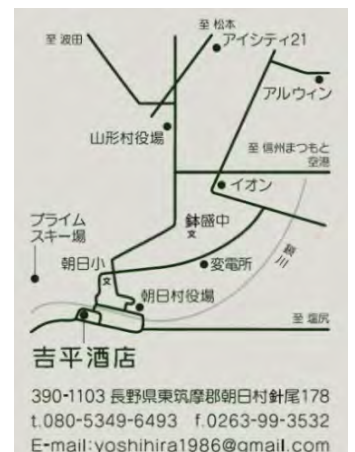 至 松本
至 波田
アイシティ21
アルウィン
山形村役場
至 信州まつもと
空港
イオン
鉢盛中
文
プライム
スキー場
鎖川
朝日小
文
変電所
朝日村役場
至 塩尻
吉平酒店
390-1103 長野県東筑摩郡朝日村針尾178
t.080-5349-6493 f.0263-99-3532
E-mail:yoshihira1986@gmail.com